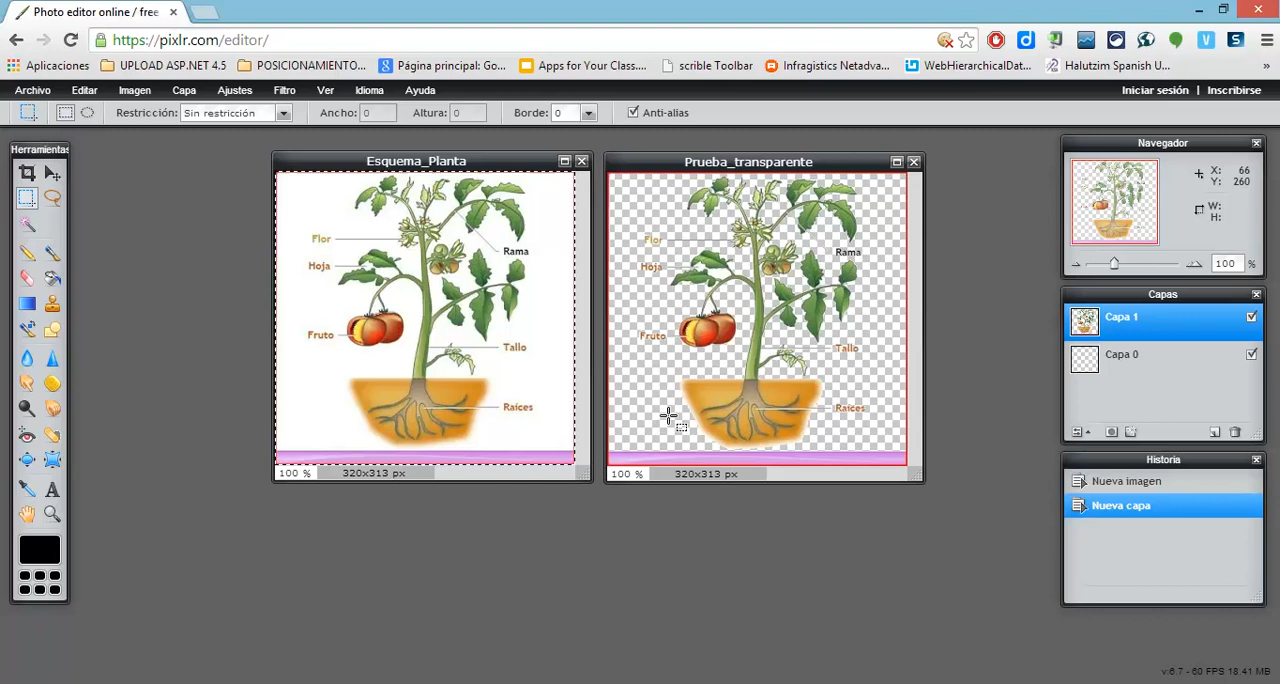 Photo editor online / free
https://pixlr.com/editor/
Aplicaciones UPLOAD ASP.NET 4.5 POSICIONAMIENTO... Página principal: Go... Apps for Your Class.... scrible Toolbar Infragistics Netadva... WebHierarchicalDat... Halutzim Spanish U... »
Archivo Editar Imagen Capa Ajustes Filtro Ver Idioma Ayuda Iniciar sesión | Inscribirse
Restricción: Sin restricción Ancho: 0 Altura: 0 Borde: 0 Anti-alias
Herramientas
Esquema_Planta
Flor
Hoja
Rama
Fruto
Tallo
Raíces
100 % 320x313 px
Prueba_transparente
Flor
Hoja
Rama
Fruto
Tallo
Raíces
100 % 320x313 px
Navegador
X: 66
Y: 260
W:
H:
100 %
Capas
Capa 1
Capa 0
Historia
Nueva imagen
Nueva capa
v:6.7 - 60 FPS 18.41 MB